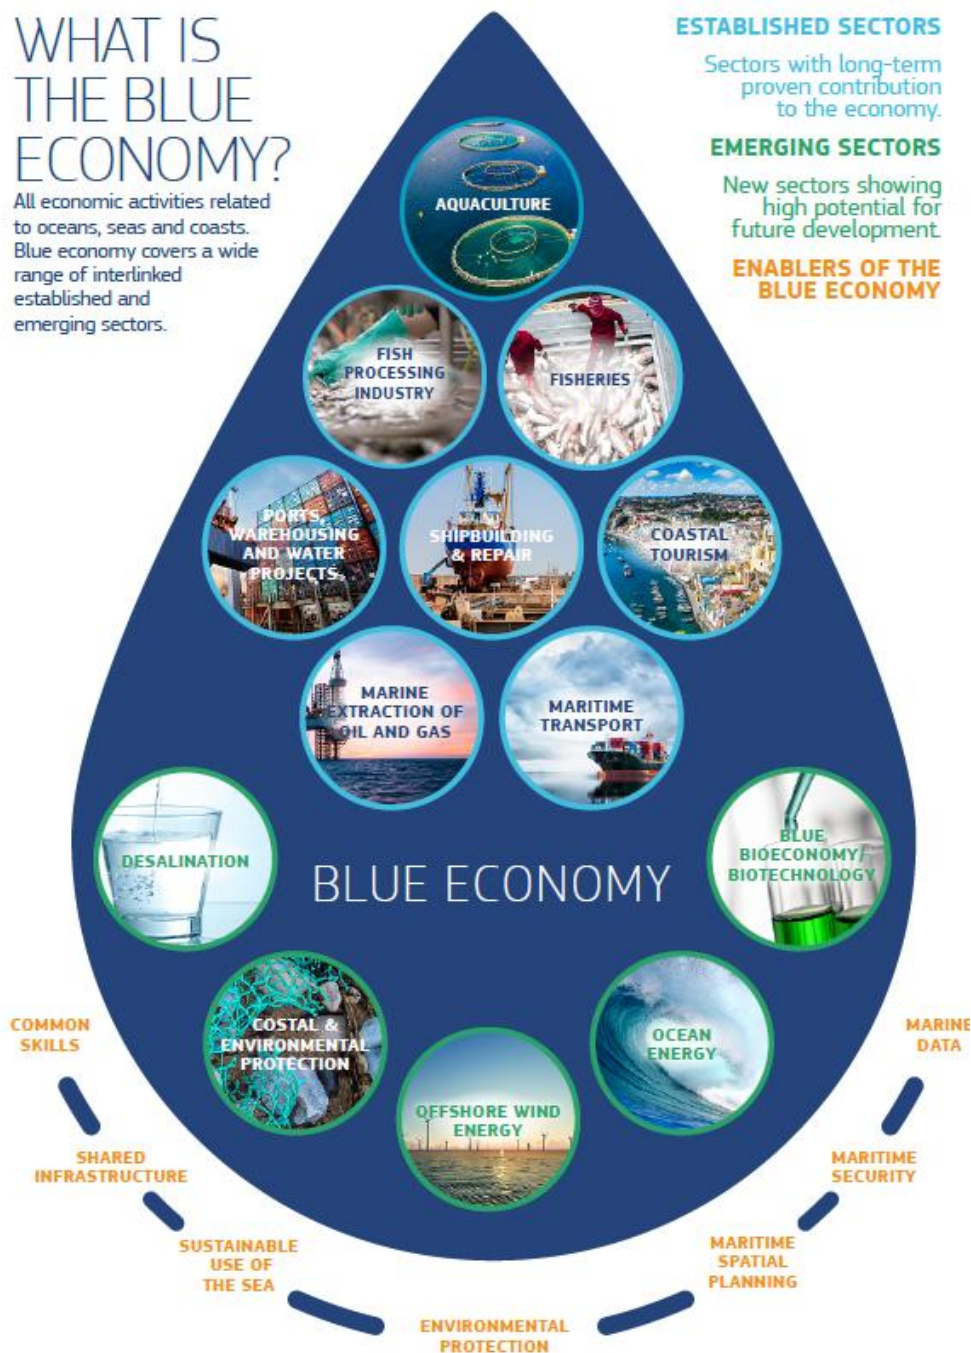 WHAT IS
THE BLUE
ECONOMY?
All economic activities related
to oceans, seas and coasts.
Blue economy covers a wide
range of interlinked
established and
emerging sectors.
ESTABLISHED SECTORS
Sectors with long-term
proven contribution
to the economy.
EMERGING SECTORS
New sectors showing
high potential for
future development.
ENABLERS OF THE
BLUE ECONOMY
AQUACULTURE
FISH
PROCESSING
INDUSTRY
FISHERIES
PORTS,
WAREHOUSING
AND WATER
PROJECTS,
SHIPBUILDING
& REPAIR
COASTAL
TOURISM
MARINE
EXTRACTION OF
OIL AND GAS
MARITIME
TRANSPORT
DESALINATION
BLUE ECONOMY
BLUE
BIOECONOMY/
BIOTECHNOLOGY
COSTAL &
ENVIRONMENTAL
PROTECTION
OFFSHORE WIND
ENERGY
OCEAN
ENERGY
COMMON
SKILLS
SHARED
INFRASTRUCTURE
SUSTAINABLE
USE OF
THE SEA
ENVIRONMENTAL
PROTECTION
MARITIME
SPATIAL
PLANNING
MARITIME
SECURITY
MARINE
DATA